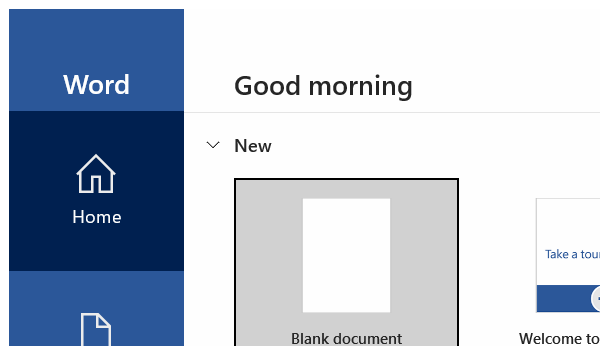 Word
Good morning
New
Home
Take a tour
Blank document
Welcome to